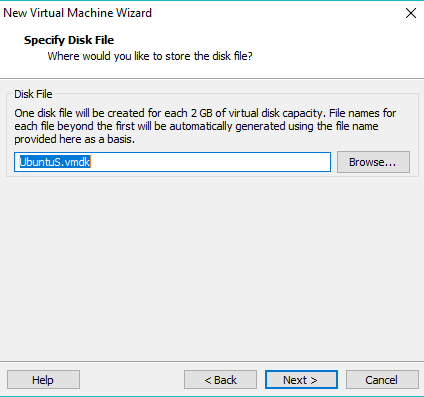 New Virtual Machine Wizard
Specify Disk File
Where would you like to store the disk file?
Disk File
One disk file will be created for each 2 GB of virtual disk capacity. File names for
each file beyond the first will be automatically generated using the file name
provided here as a basis.
UbuntuS.vmdk
Browse...
Help
< Back
Next >
Cancel